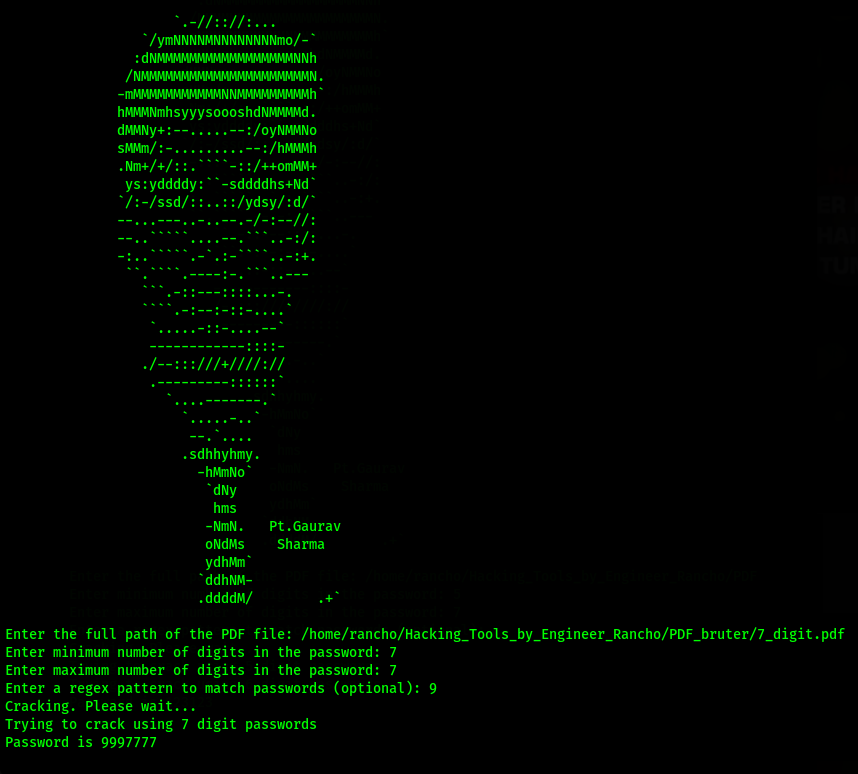 Pt.Gaurav
Sharma
Enter the full path of the PDF file: /home/rancho/Hacking_Tools_by_Engineer_Rancho/PDF_bruter/7_digit.pdf
Enter minimum number of digits in the password: 7
Enter maximum number of digits in the password: 7
Enter a regex pattern to match passwords (optional): 9
Cracking. Please wait...
Trying to crack using 7 digit passwords
Password is 9997777